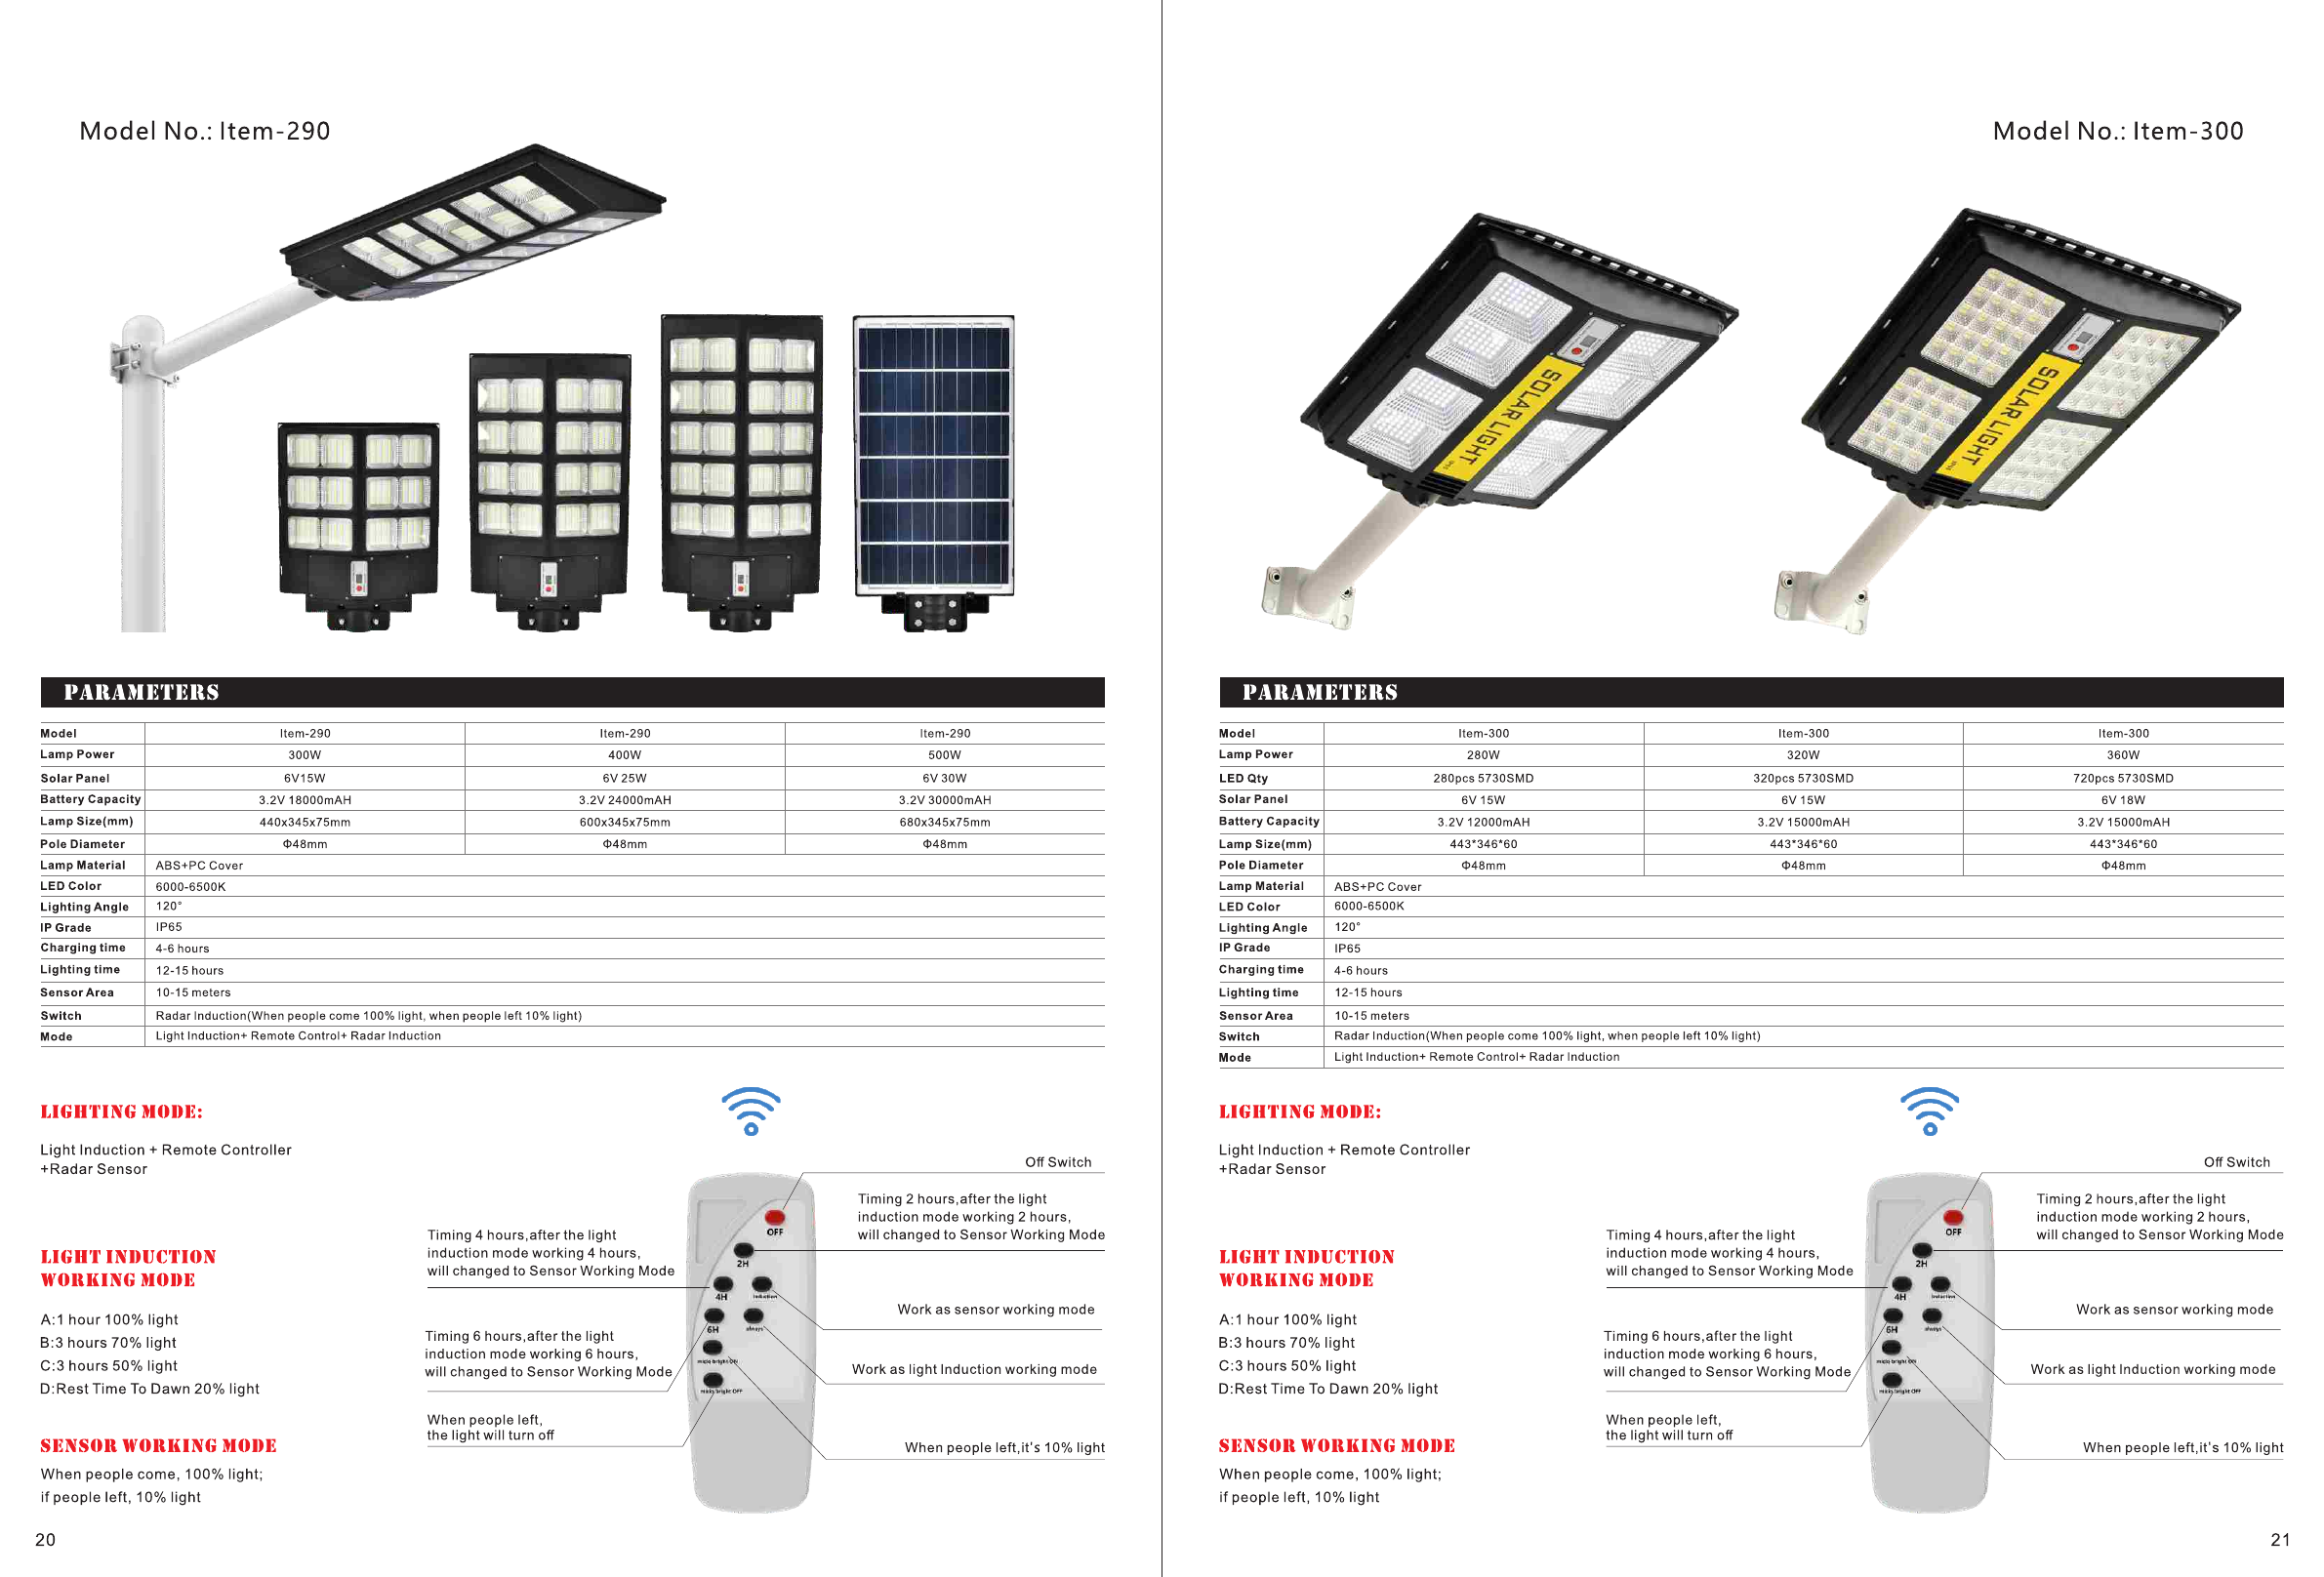 Model No.: Item-290
PARAMETERS
Model Item-290 Item-290 Item-290
Lamp Power 300W 400W 500W
Solar Panel 6V15W 6V 25W 6V 30W
Battery Capacity 3.2V 18000mAH 3.2V 24000mAH 3.2V 30000mAH
Lamp Size(mm) 440x345x75mm 600x345x75mm 680x345x75mm
Pole Diameter Φ48mm Φ48mm Φ48mm
Lamp Material ABS+PC Cover
LED Color 6000-6500K
Lighting Angle 120°
IP Grade IP65
Charging time 4-6 hours
Lighting time 12-15 hours
Sensor Area 10-15 meters
Switch Radar Induction(When people come 100% light, when people left 10% light)
Mode Light Induction+ Remote Control+ Radar Induction
LIGHTING MODE:
Light Induction + Remote Controller
+Radar Sensor
LIGHT INDUCTION
WORKING MODE
A:1 hour 100% light
B:3 hours 70% light
C:3 hours 50% light
D:Rest Time To Dawn 20% light
SENSOR WORKING MODE
When people come, 100% light;
if people left, 10% light
Timing 4 hours,after the light
induction mode working 4 hours,
will changed to Sensor Working Mode
Timing 6 hours,after the light
induction mode working 6 hours,
will changed to Sensor Working Mode
When people left,
the light will turn off
OFF
2H
4H
induction
6H
always
mode bright ON
mode bright OFF
Off Switch
Timing 2 hours,after the light
induction mode working 2 hours,
will changed to Sensor Working Mode
Work as sensor working mode
Work as light Induction working mode
When people left,it's 10% light
20
Model No.: Item-300
SOLAR LIGHT
SOLAR LIGHT
PARAMETERS
Model Item-300 Item-300 Item-300
Lamp Power 280W 320W 360W
LED Qty 280pcs 5730SMD 320pcs 5730SMD 720pcs 5730SMD
Solar Panel 6V 15W 6V 15W 6V 18W
Battery Capacity 3.2V 12000mAH 3.2V 15000mAH 3.2V 15000mAH
Lamp Size(mm) 443*346*60 443*346*60 443*346*60
Pole Diameter Φ48mm Φ48mm Φ48mm
Lamp Material ABS+PC Cover
LED Color 6000-6500K
Lighting Angle 120°
IP Grade IP65
Charging time 4-6 hours
Lighting time 12-15 hours
Sensor Area 10-15 meters
Switch Radar Induction(When people come 100% light, when people left 10% light)
Mode Light Induction+ Remote Control+ Radar Induction
LIGHTING MODE:
Light Induction + Remote Controller
+Radar Sensor
LIGHT INDUCTION
WORKING MODE
A:1 hour 100% light
B:3 hours 70% light
C:3 hours 50% light
D:Rest Time To Dawn 20% light
SENSOR WORKING MODE
When people come, 100% light;
if people left, 10% light
Timing 4 hours,after the light
induction mode working 4 hours,
will changed to Sensor Working Mode
Timing 6 hours,after the light
induction mode working 6 hours,
will changed to Sensor Working Mode
When people left,
the light will turn off
OFF
2H
4H
induction
6H
always
mode bright ON
mode bright OFF
Off Switch
Timing 2 hours,after the light
induction mode working 2 hours,
will changed to Sensor Working Mode
Work as sensor working mode
Work as light Induction working mode
When people left,it's 10% light
21